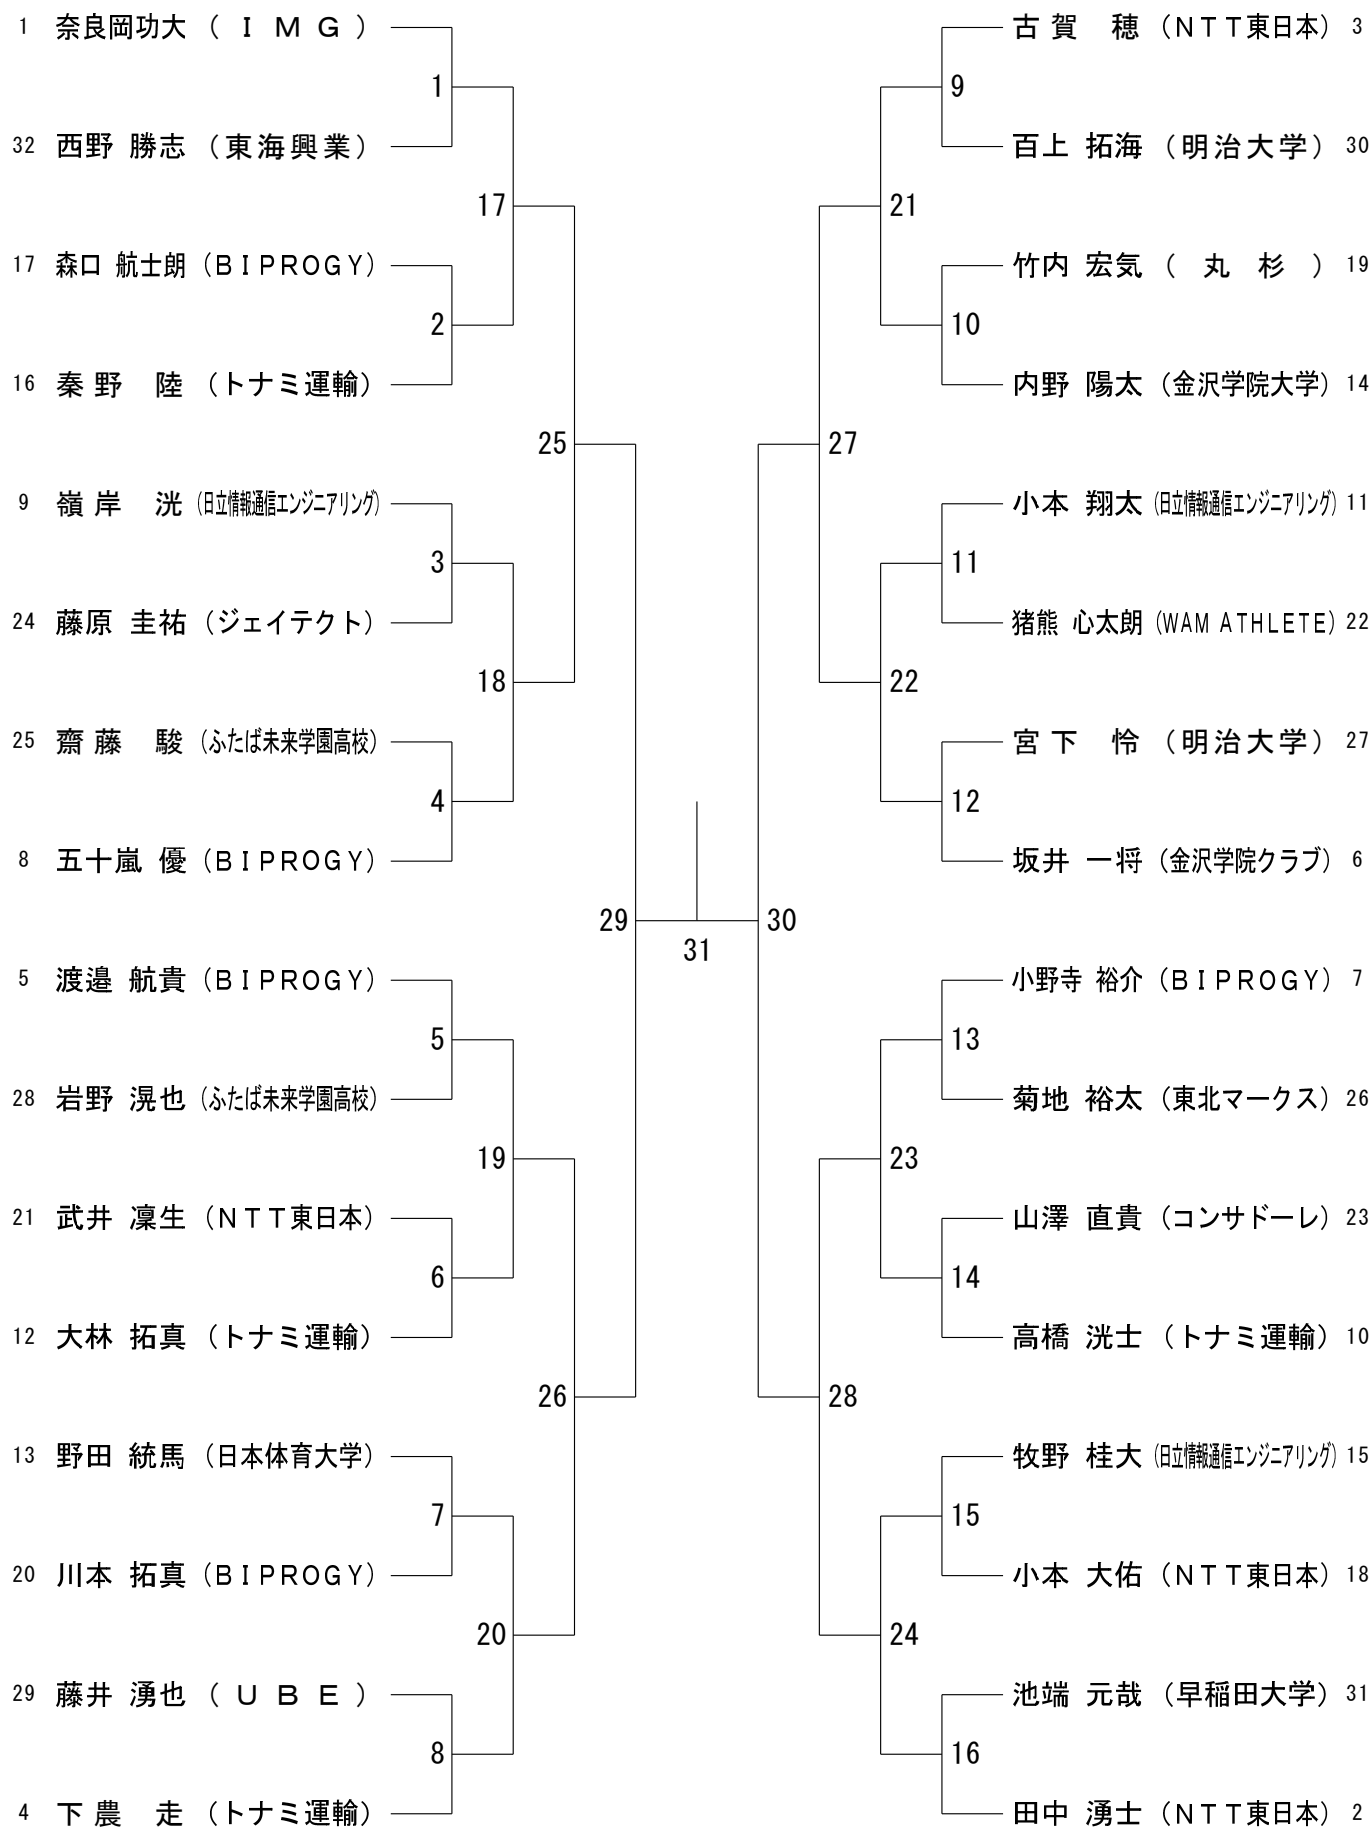 1 奈良岡功大 (ＩＭＧ)
32 西野 勝志 (東海興業)
17 森口 航士朗 (ＢＩＰＲＯＧＹ)
16 秦野 陸 (トナミ運輸)
9 嶺岸 洸 (日立情報通信エンジニアリング)
24 藤原 圭祐 (ジェイテクト)
25 齋藤 駿 (ふたば未来学園高校)
8 五十嵐 優 (ＢＩＰＲＯＧＹ)
5 渡邉 航貴 (ＢＩＰＲＯＧＹ)
28 岩野 滉也 (ふたば未来学園高校)
21 武井 凜生 (ＮＴＴ東日本)
12 大林 拓真 (トナミ運輸)
13 野田 統馬 (日本体育大学)
20 川本 拓真 (ＢＩＰＲＯＧＹ)
29 藤井 湧也 (ＵＢＥ)
4 下農 走 (トナミ運輸)
1
2
3
4
5
6
7
8
17
18
19
20
25
26
29
31
30
27
28
21
22
23
24
9
10
11
12
13
14
15
16
古賀 穂 (ＮＴＴ東日本) 3
百上 拓海 (明治大学) 30
竹内 宏気 (丸杉) 19
内野 陽太 (金沢学院大学) 14
小本 翔太 (日立情報通信エンジニアリング) 11
猪熊 心太朗 (WAM ATHLETE) 22
宮下 怜 (明治大学) 27
坂井 一将 (金沢学院クラブ) 6
小野寺 裕介 (ＢＩＰＲＯＧＹ) 7
菊地 裕太 (東北マークス) 26
山澤 直貴 (コンサドーレ) 23
高橋 洸士 (トナミ運輸) 10
牧野 桂大 (日立情報通信エンジニアリング) 15
小本 大佑 (ＮＴＴ東日本) 18
池端 元哉 (早稲田大学) 31
田中 湧士 (ＮＴＴ東日本) 2